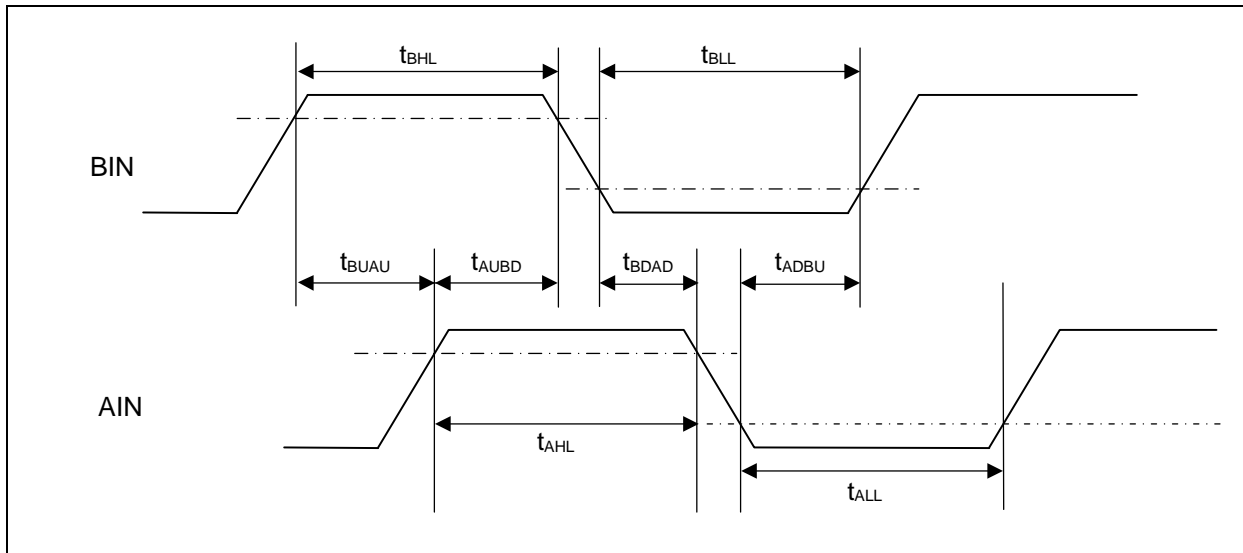 tBHL
tBLL
BIN
tBUAU
tAUBD
tBDAD
tADBU
AIN
tAHL
tALL